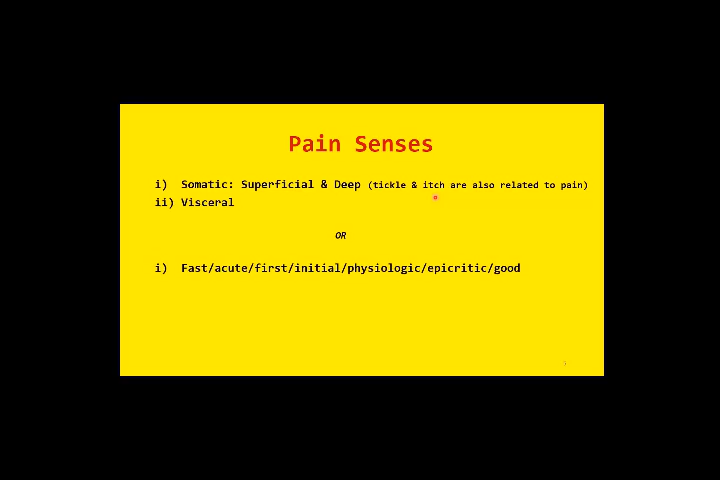 Pain Senses
i) Somatic: Superficial & Deep (tickle & itch are also related to pain)
ii) Visceral
OR
i) Fast/acute/first/initial/physiologic/epicritic/good